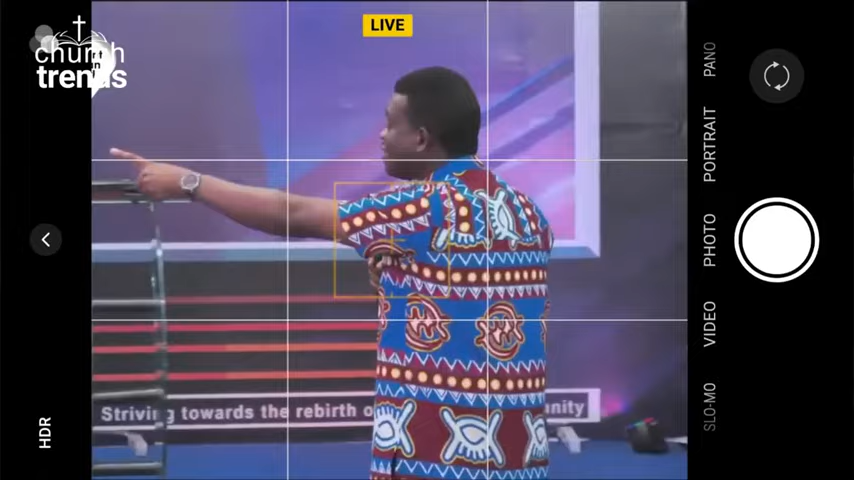 LIVE
church
trends
PANO
PORTRAIT
PHOTO
VIDEO
SLO-MO
HDR
Striving towards the rebirth
unity